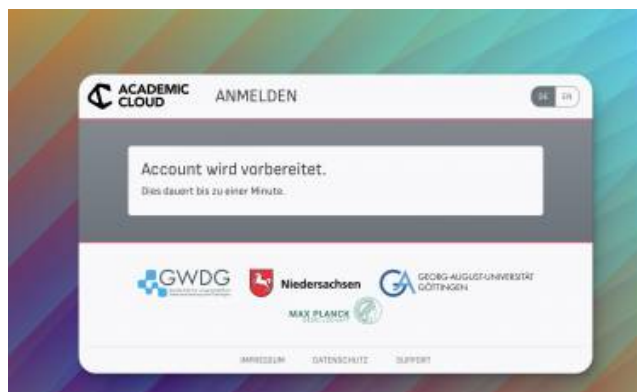 ACADEMIC
CLOUD
ANMELDEN
DE EN
Account wird vorbereitet.
Dies dauert bis zu einer Minute.
GWDG
Niedersachsen
GEORG-AUGUST-UNIVERSITÄT
GÖTTINGEN
MAX PLANCK
GESELLSCHAFT
IMPRESSUM DATENSCHUTZ SUPPORT